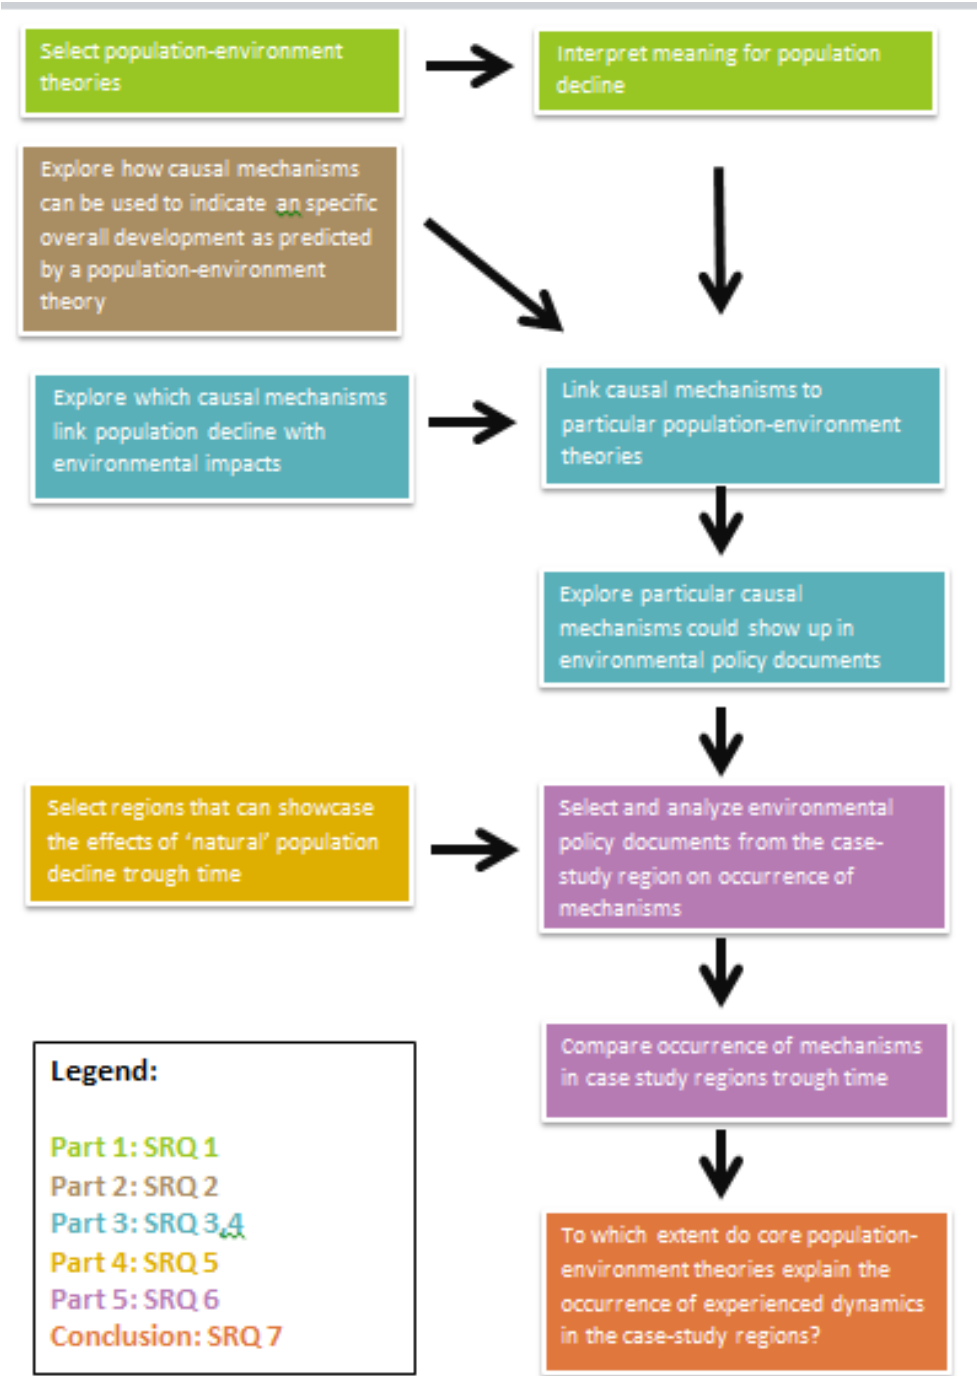 Select population-environment
theories
Interpret meaning for population
decline
Explore how causal mechanisms
can be used to indicate an specific
overall development as predicted
by a population-environment
theory
Explore which causal mechanisms
link population decline with
environmental impacts
Link causal mechanisms to
particular population-environment
theories
Explore particular causal
mechanisms could show up in
environmental policy documents
Select regions that can showcase
the effects of ‘natural’ population
decline trough time
Select and analyze environmental
policy documents from the case-
study region on occurrence of
mechanisms
Compare occurrence of mechanisms
in case study regions trough time
To which extent do core population-
environment theories explain the
occurrence of experienced dynamics
in the case-study regions?
Legend:
Part 1: SRQ 1
Part 2: SRQ 2
Part 3: SRQ 3,4
Part 4: SRQ 5
Part 5: SRQ 6
Conclusion: SRQ 7